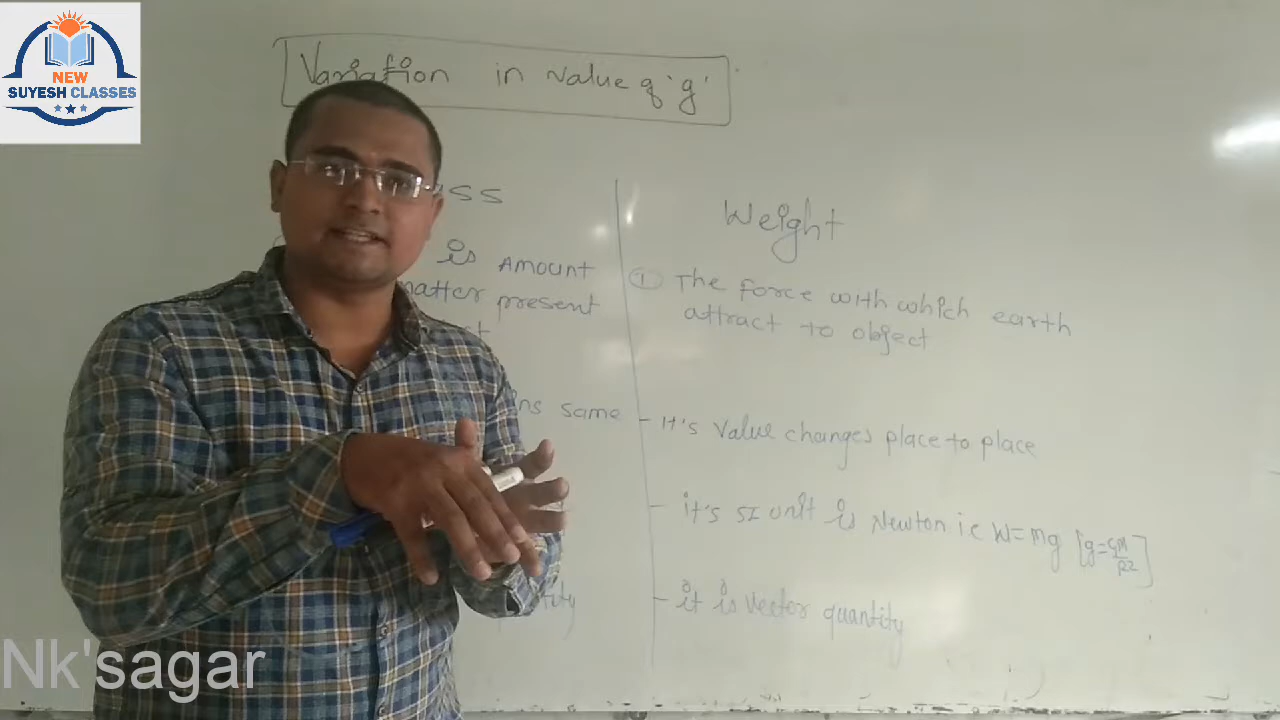 NEW
SUYESH CLASSES
Variation in value of 'g'
ss
is Amount
matter present
same
Weight
① The force with which earth
attract to object
- It's value changes place to place
- it's SI unit is Newton i.e W=mg [g=GM/R2]
- it is vector quantity
Nk'sagar